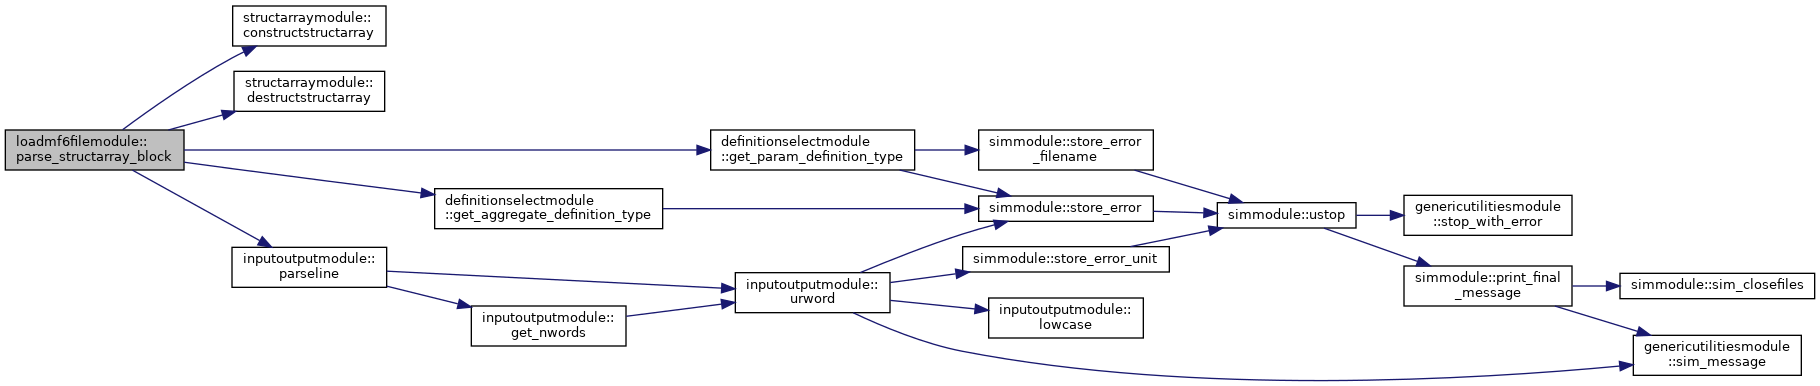 structarraymodule::
constructstructarray
structarraymodule::
destructstructarray
loadmf6filemodule::
parse_structarray_block
definitionselectmodule
::get_param_definition_type
simmodule::store_error
_filename
definitionselectmodule
::get_aggregate_definition_type
simmodule::store_error
simmodule::ustop
genericutilitiesmodule
::stop_with_error
inputoutputmodule::
parseline
simmodule::store_error_unit
inputoutputmodule::
urword
simmodule::print_final
_message
simmodule::sim_closefiles
inputoutputmodule::
get_nwords
inputoutputmodule::
lowcase
genericutilitiesmodule
::sim_message